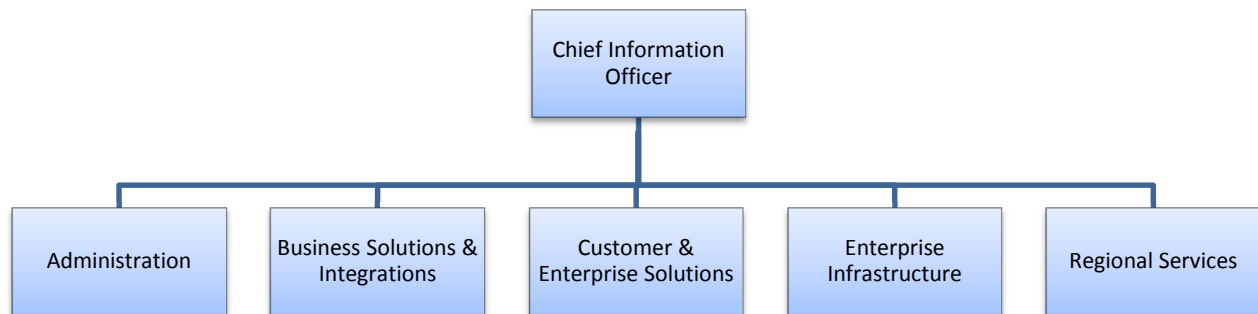 Chief Information
Officer
Administration
Business Solutions &
Integrations
Customer &
Enterprise Solutions
Enterprise
Infrastructure
Regional Services